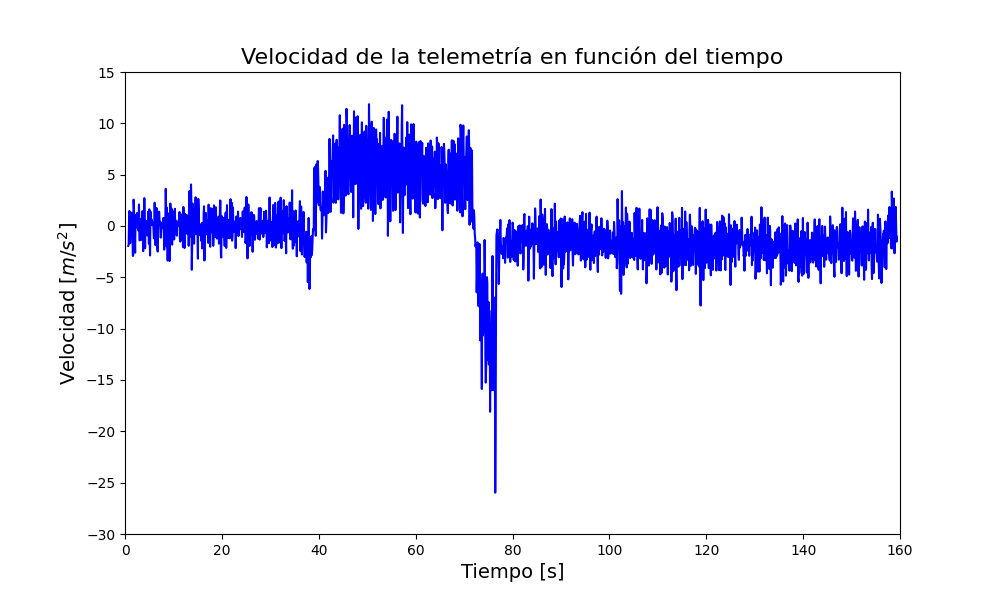 Velocidad de la telemetría en función del tiempo
15
10
5
0
−5
−10
−15
−20
−25
−30
Velocidad [m/s²]
0 20 40 60 80 100 120 140 160
Tiempo [s]